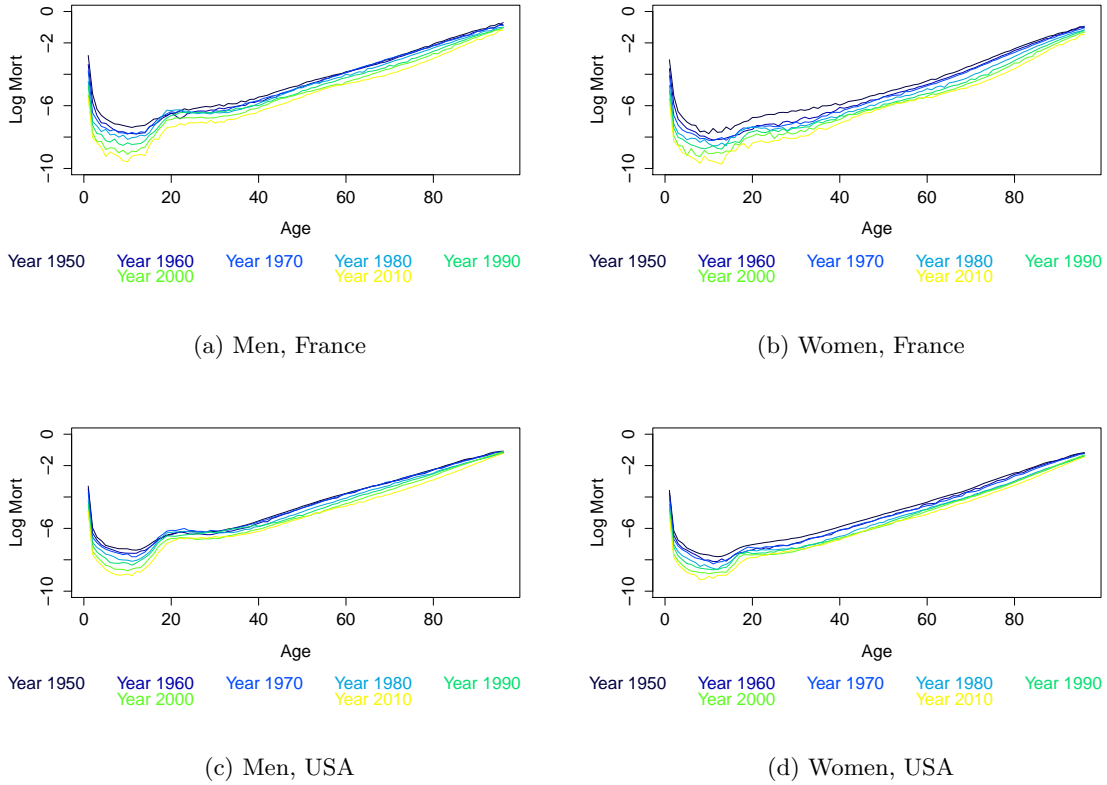 Log Mort
0
−2
−6
−10
0 20 40 60 80
Age
Year 1950 Year 1960 Year 1970 Year 1980 Year 1990
Year 2000 Year 2010
(a) Men, France
Log Mort
0
−2
−6
−10
0 20 40 60 80
Age
Year 1950 Year 1960 Year 1970 Year 1980 Year 1990
Year 2000 Year 2010
(b) Women, France
Log Mort
0
−2
−6
−10
0 20 40 60 80
Age
Year 1950 Year 1960 Year 1970 Year 1980 Year 1990
Year 2000 Year 2010
(c) Men, USA
Log Mort
0
−2
−6
−10
0 20 40 60 80
Age
Year 1950 Year 1960 Year 1970 Year 1980 Year 1990
Year 2000 Year 2010
(d) Women, USA